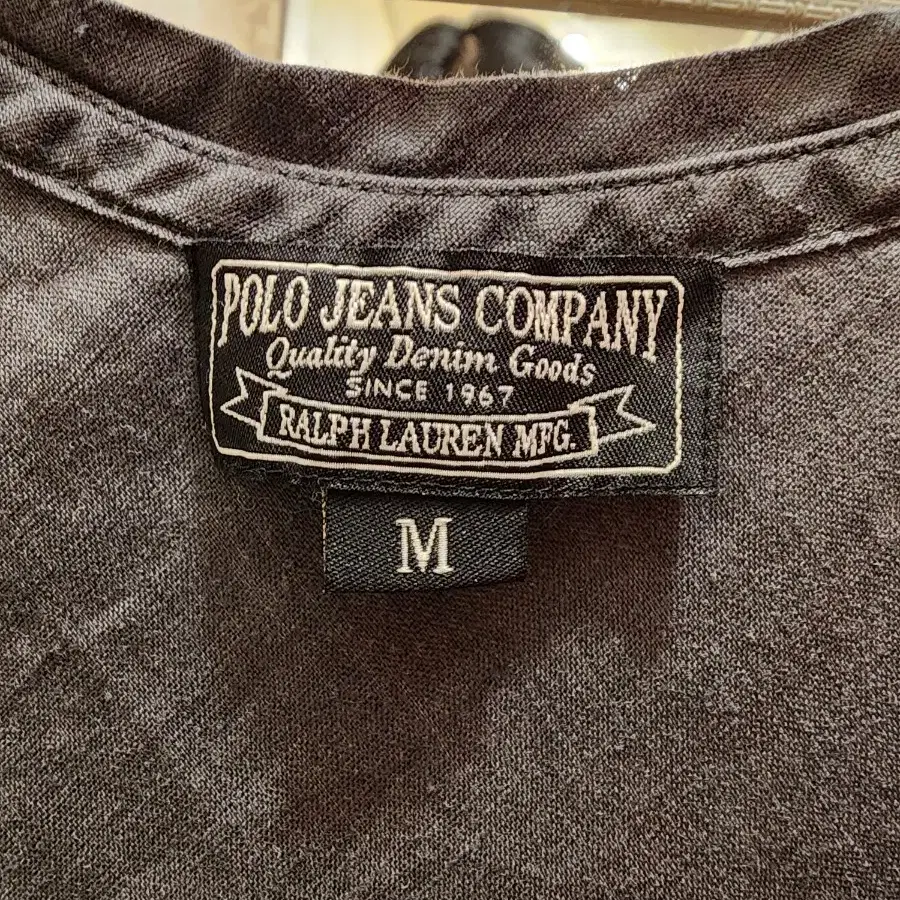 POLO JEANS COMPANY
Quality Denim Goods
SINCE 1967
RALPH LAUREN MFG.
M